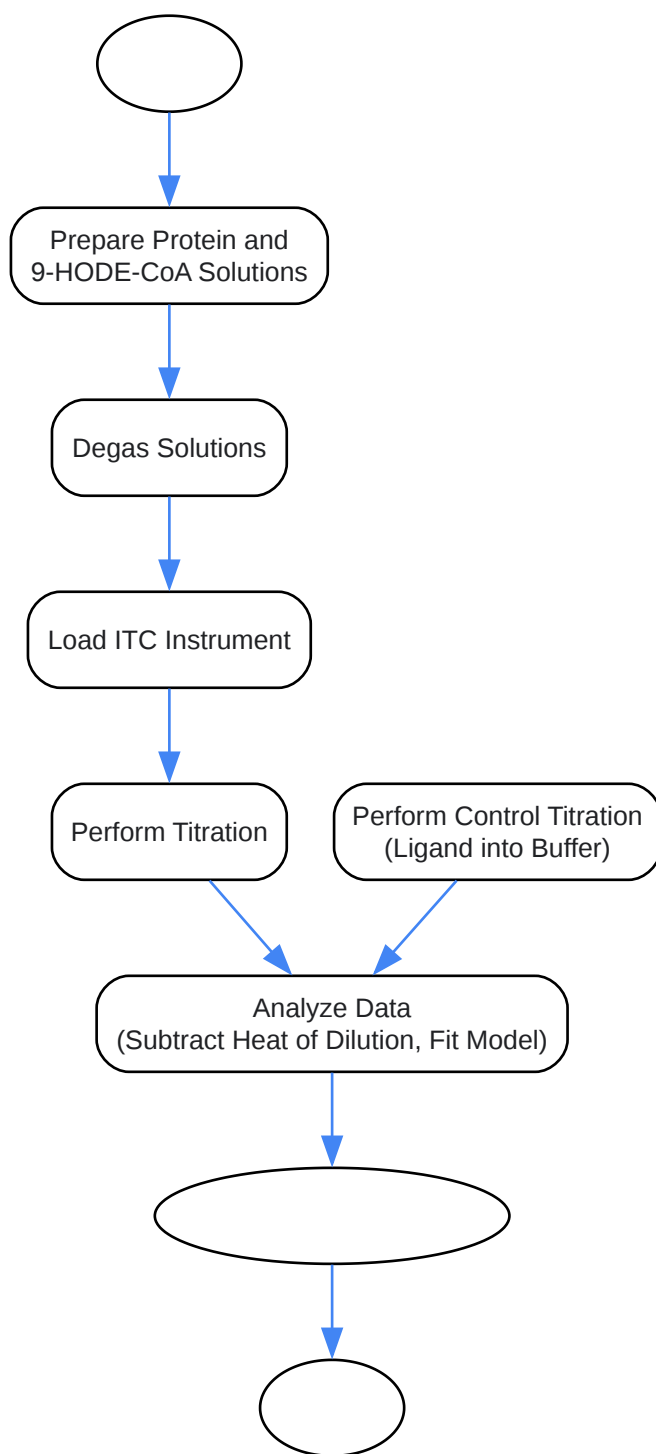 Prepare Protein and
9-HODE-CoA Solutions
Degas Solutions
Load ITC Instrument
Perform Titration
Perform Control Titration
(Ligand into Buffer)
Analyze Data
(Subtract Heat of Dilution, Fit Model)